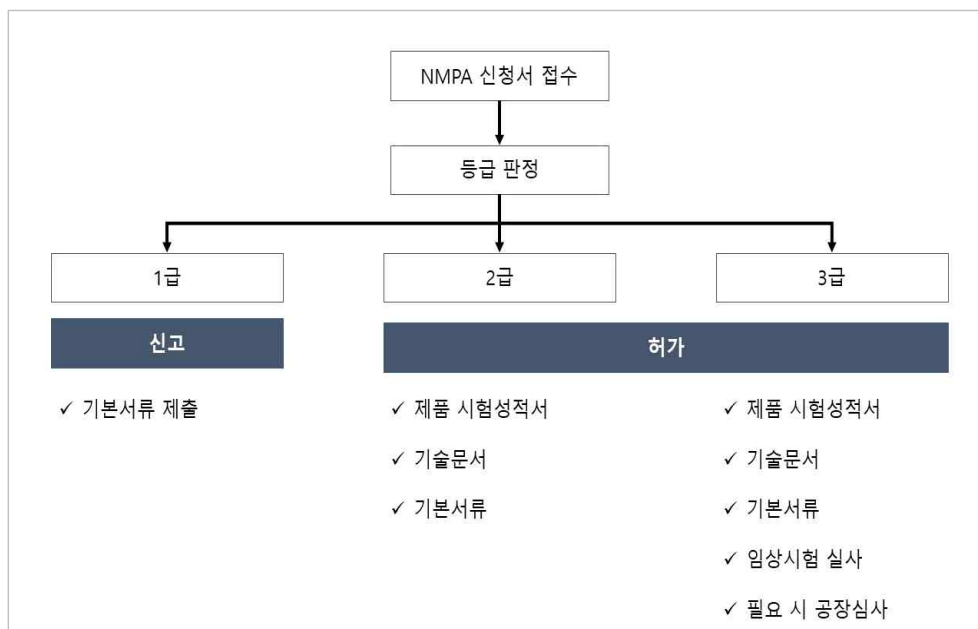 NMPA 신청서 접수
등급 판정
1급
2급
3급
신고
허가
✓ 기본서류 제출
✓ 제품 시험성적서
✓ 기술문서
✓ 기본서류
✓ 제품 시험성적서
✓ 기술문서
✓ 기본서류
✓ 임상시험 실사
✓ 필요 시 공장심사